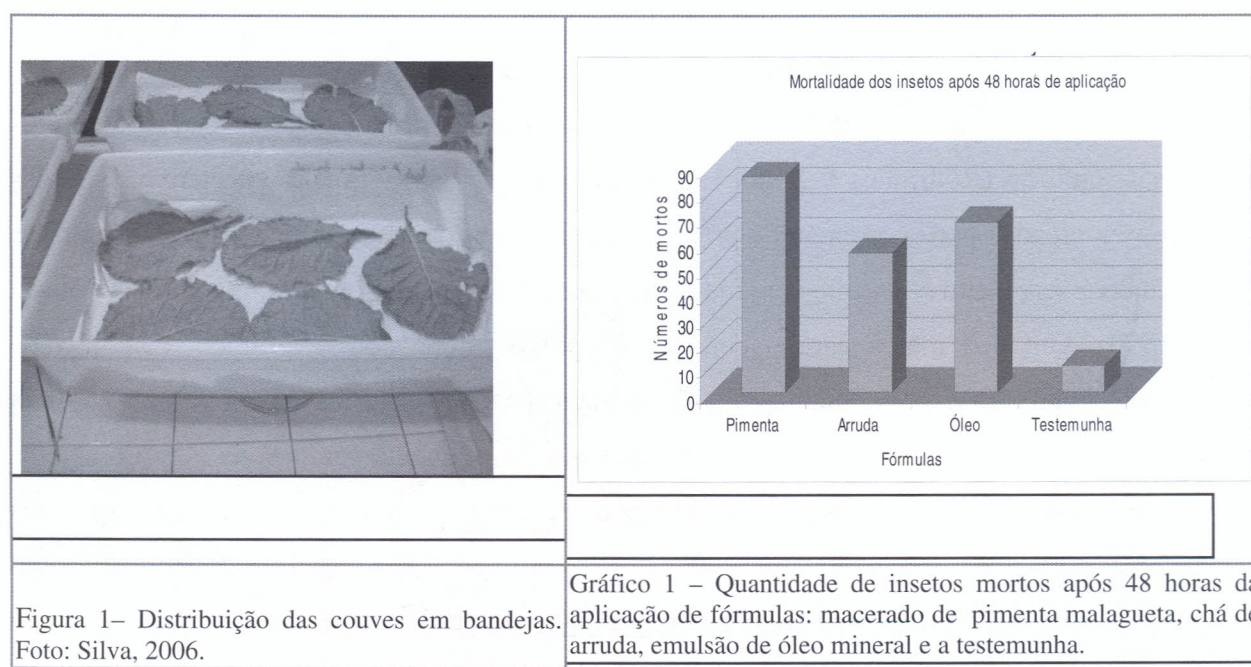 Mortalidade dos insetos após 48 horas de aplicação
Números de mortos
90
80
70
60
50
40
30
20
10
0
Pimenta Arruda Óleo Testemunha
Fórmulas
Figura 1– Distribuição das couves em bandejas.
Foto: Silva, 2006.
Gráfico 1 – Quantidade de insetos mortos após 48 horas da
aplicação de fórmulas: macerado de pimenta malagueta, chá de
arruda, emulsão de óleo mineral e a testemunha.